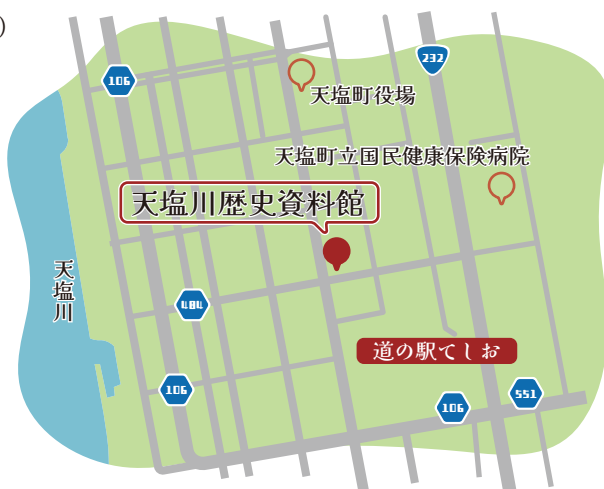 )
106
232
天塩町役場
天塩町立国民健康保険病院
天塩川歴史資料館
天塩川
484
道の駅てしお
106
106
551